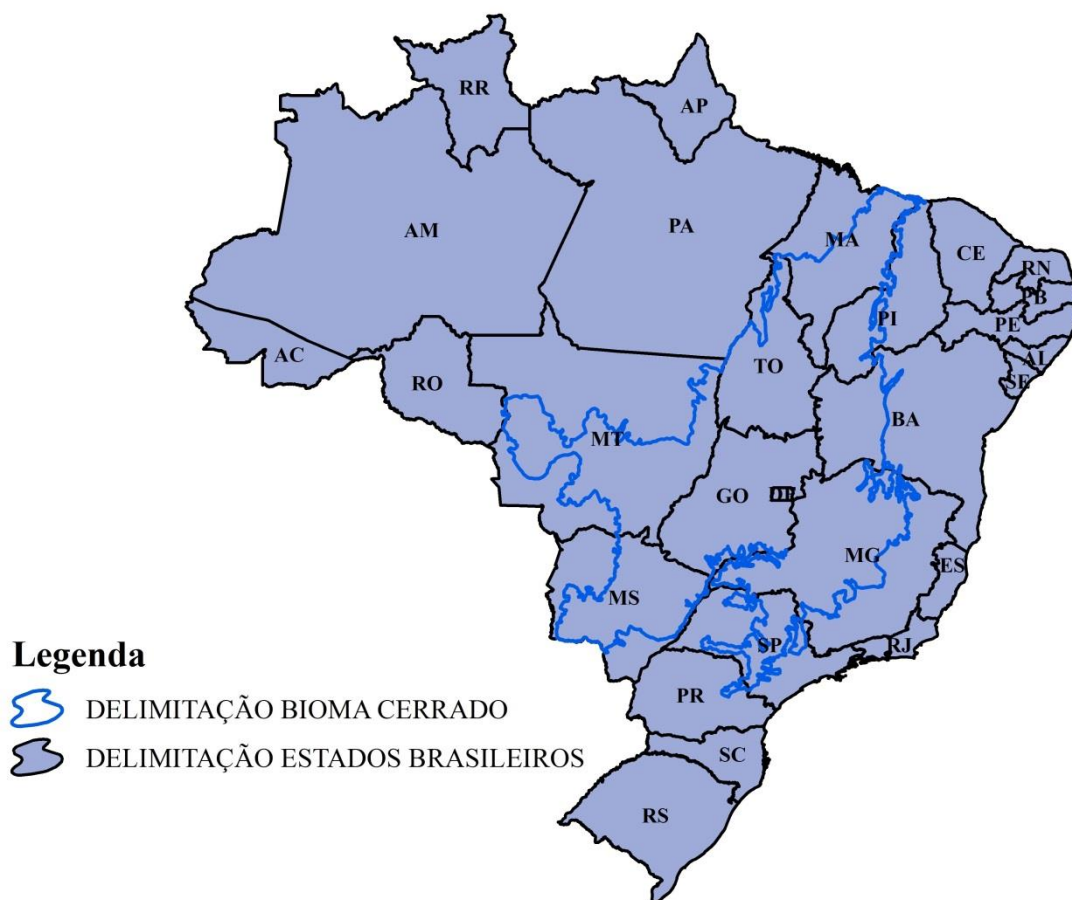 RR
AP
AM
PA
MA
CE
RN
PB
PI
PE
AC
TO
AL
RO
SE
BA
MT
GO
DF
MG
ES
MS
SP
RJ
PR
SC
RS
Legenda
DELIMITAÇÃO BIOMA CERRADO
DELIMITAÇÃO ESTADOS BRASILEIROS